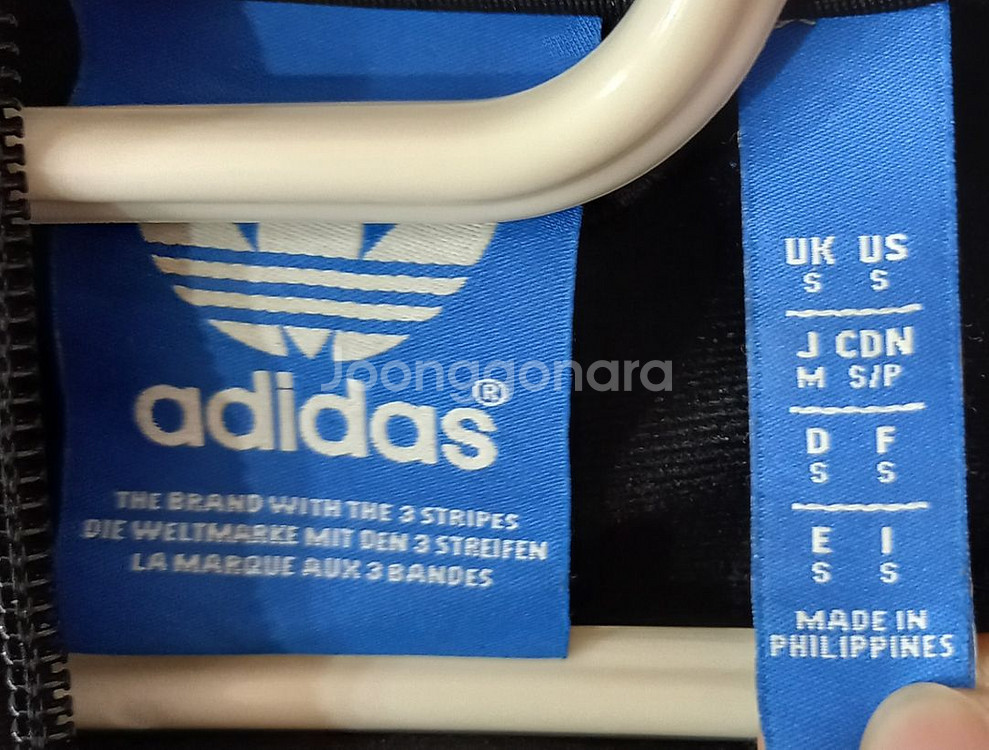 adidas®
THE BRAND WITH THE 3 STRIPES
DIE WELTMARKE MIT DEN 3 STREIFEN
LA MARQUE AUX 3 BANDES
Joonggonara
UK US
S S
J CDN
M S/P
D F
S S
E I
S S
MADE IN
PHILIPPINES